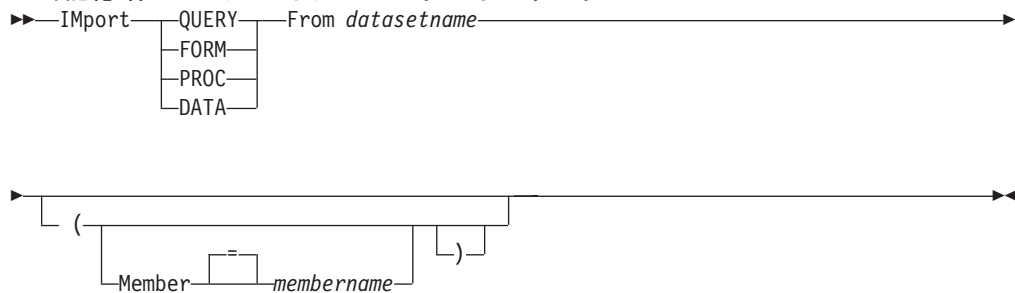 IMport QUERY From datasetname
FORM
PROC
DATA
(
)
=
Member membername